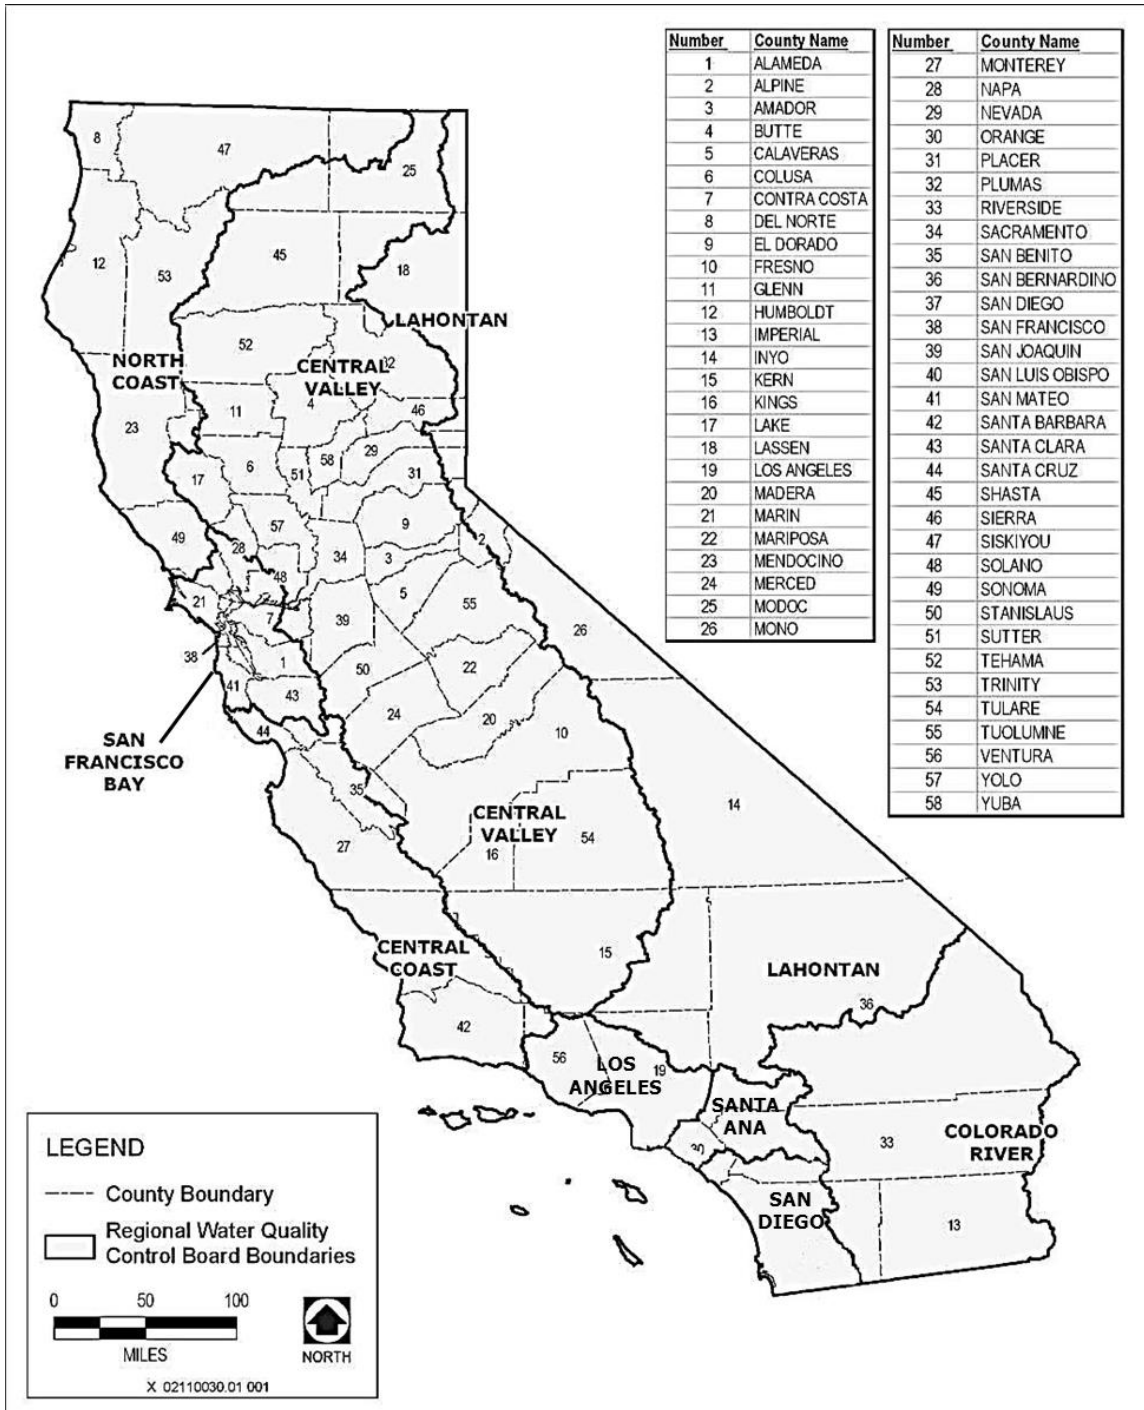 Number County Name
1 ALAMEDA
2 ALPINE
3 AMADOR
4 BUTTE
5 CALAVERAS
6 COLUSA
7 CONTRA COSTA
8 DEL NORTE
9 EL DORADO
10 FRESNO
11 GLENN
12 HUMBOLDT
13 IMPERIAL
14 INYO
15 KERN
16 KINGS
17 LAKE
18 LASSEN
19 LOS ANGELES
20 MADERA
21 MARIN
22 MARIPOSA
23 MENDOCINO
24 MERCED
25 MODOC
26 MONO
Number County Name
27 MONTEREY
28 NAPA
29 NEVADA
30 ORANGE
31 PLACER
32 PLUMAS
33 RIVERSIDE
34 SACRAMENTO
35 SAN BENITO
36 SAN BERNARDINO
37 SAN DIEGO
38 SAN FRANCISCO
39 SAN JOAQUIN
40 SAN LUIS OBISPO
41 SAN MATEO
42 SANTA BARBARA
43 SANTA CLARA
44 SANTA CRUZ
45 SHASTA
46 SIERRA
47 SISKIYOU
48 SOLANO
49 SONOMA
50 STANISLAUS
51 SUTTER
52 TEHAMA
53 TRINITY
54 TULARE
55 TUOLUMNE
56 VENTURA
57 YOLO
58 YUBA
8
47
25
12
53
45
18
LAHONTAN
52
NORTH
COAST
CENTRAL
VALLEY
4
11
46
23
58
29
31
17
6
51
57
9
49
28
34
3
2
48
5
55
21
7
39
26
38
1
50
22
41
43
24
20
10
44
SAN
FRANCISCO
BAY
35
14
CENTRAL
VALLEY
27
16
54
CENTRAL
COAST
15
LAHONTAN
36
42
56
LOS
ANGELES
19
SANTA
ANA
30
33
COLORADO
RIVER
SAN
DIEGO
13
LEGEND
County Boundary
Regional Water Quality
Control Board Boundaries
0 50 100
MILES
NORTH
X 02110030.01 001